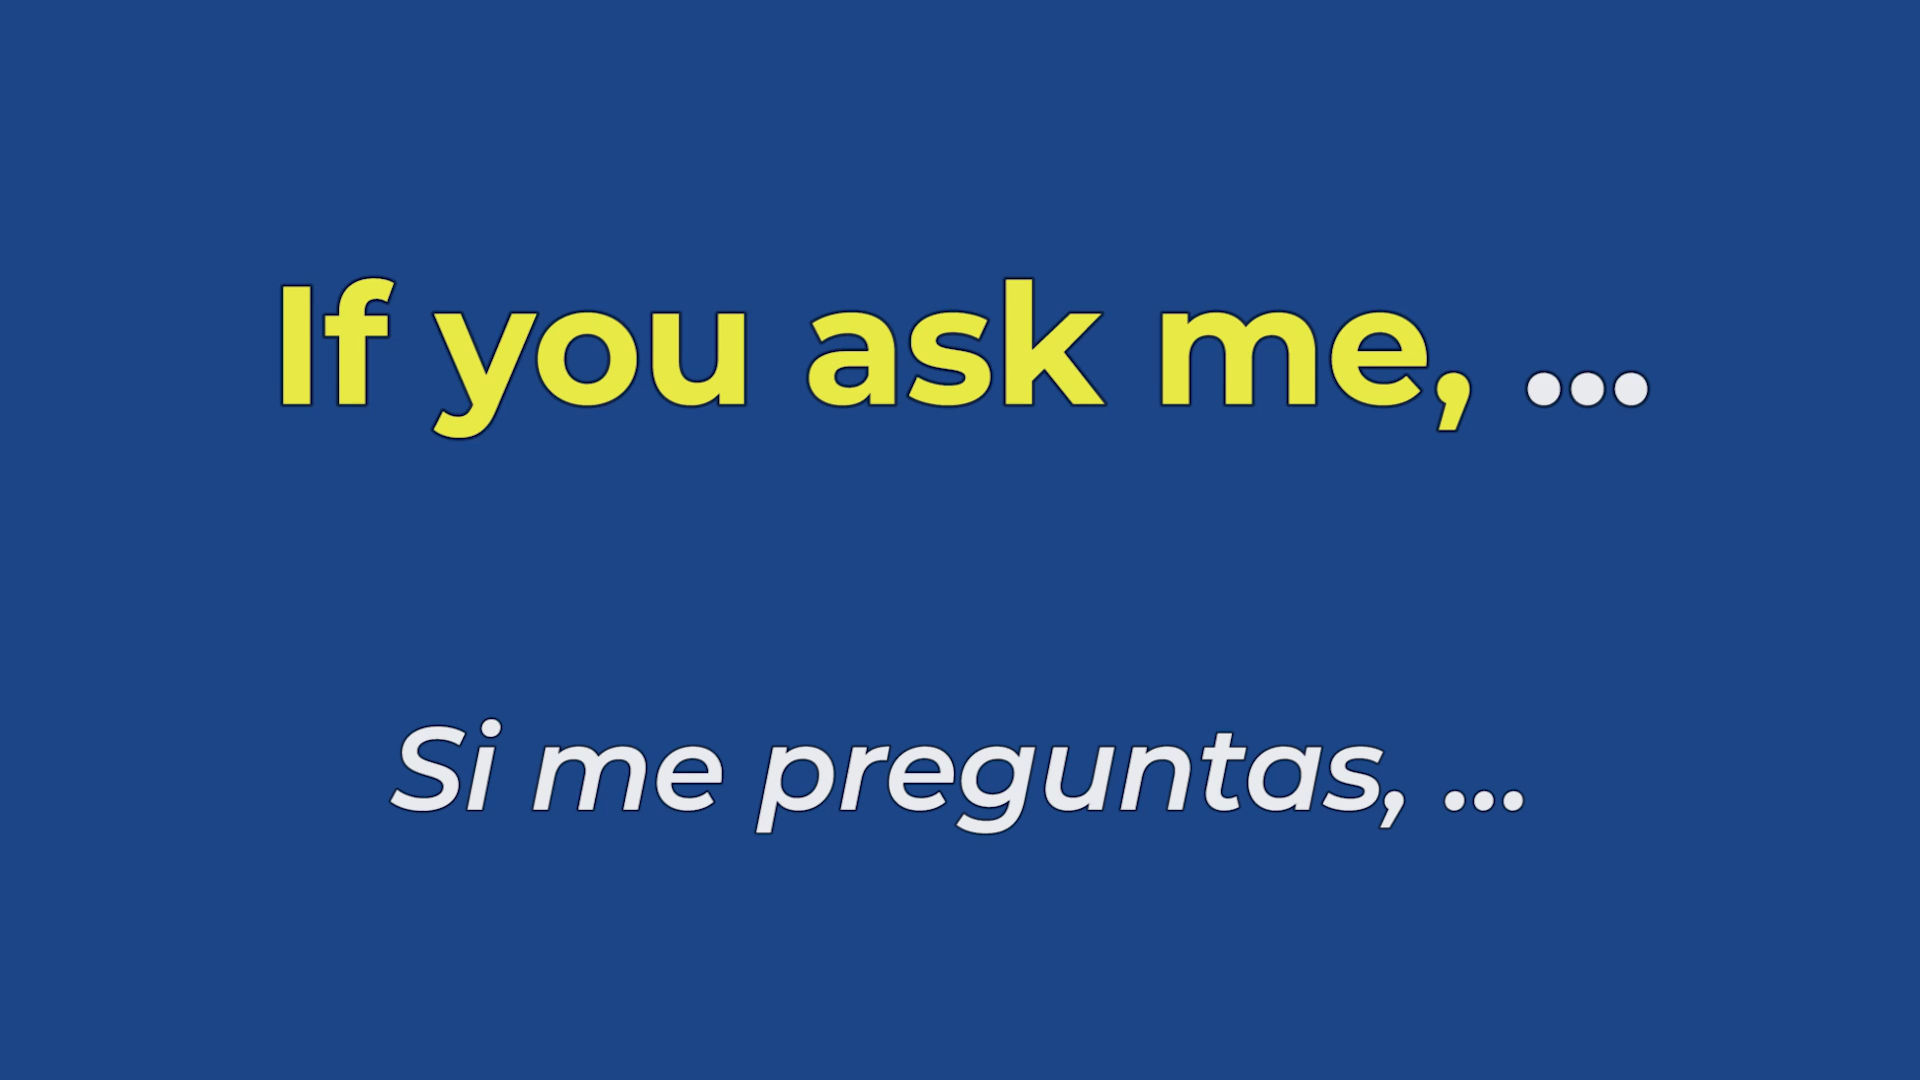 If you ask me, ...
Si me preguntas, ...